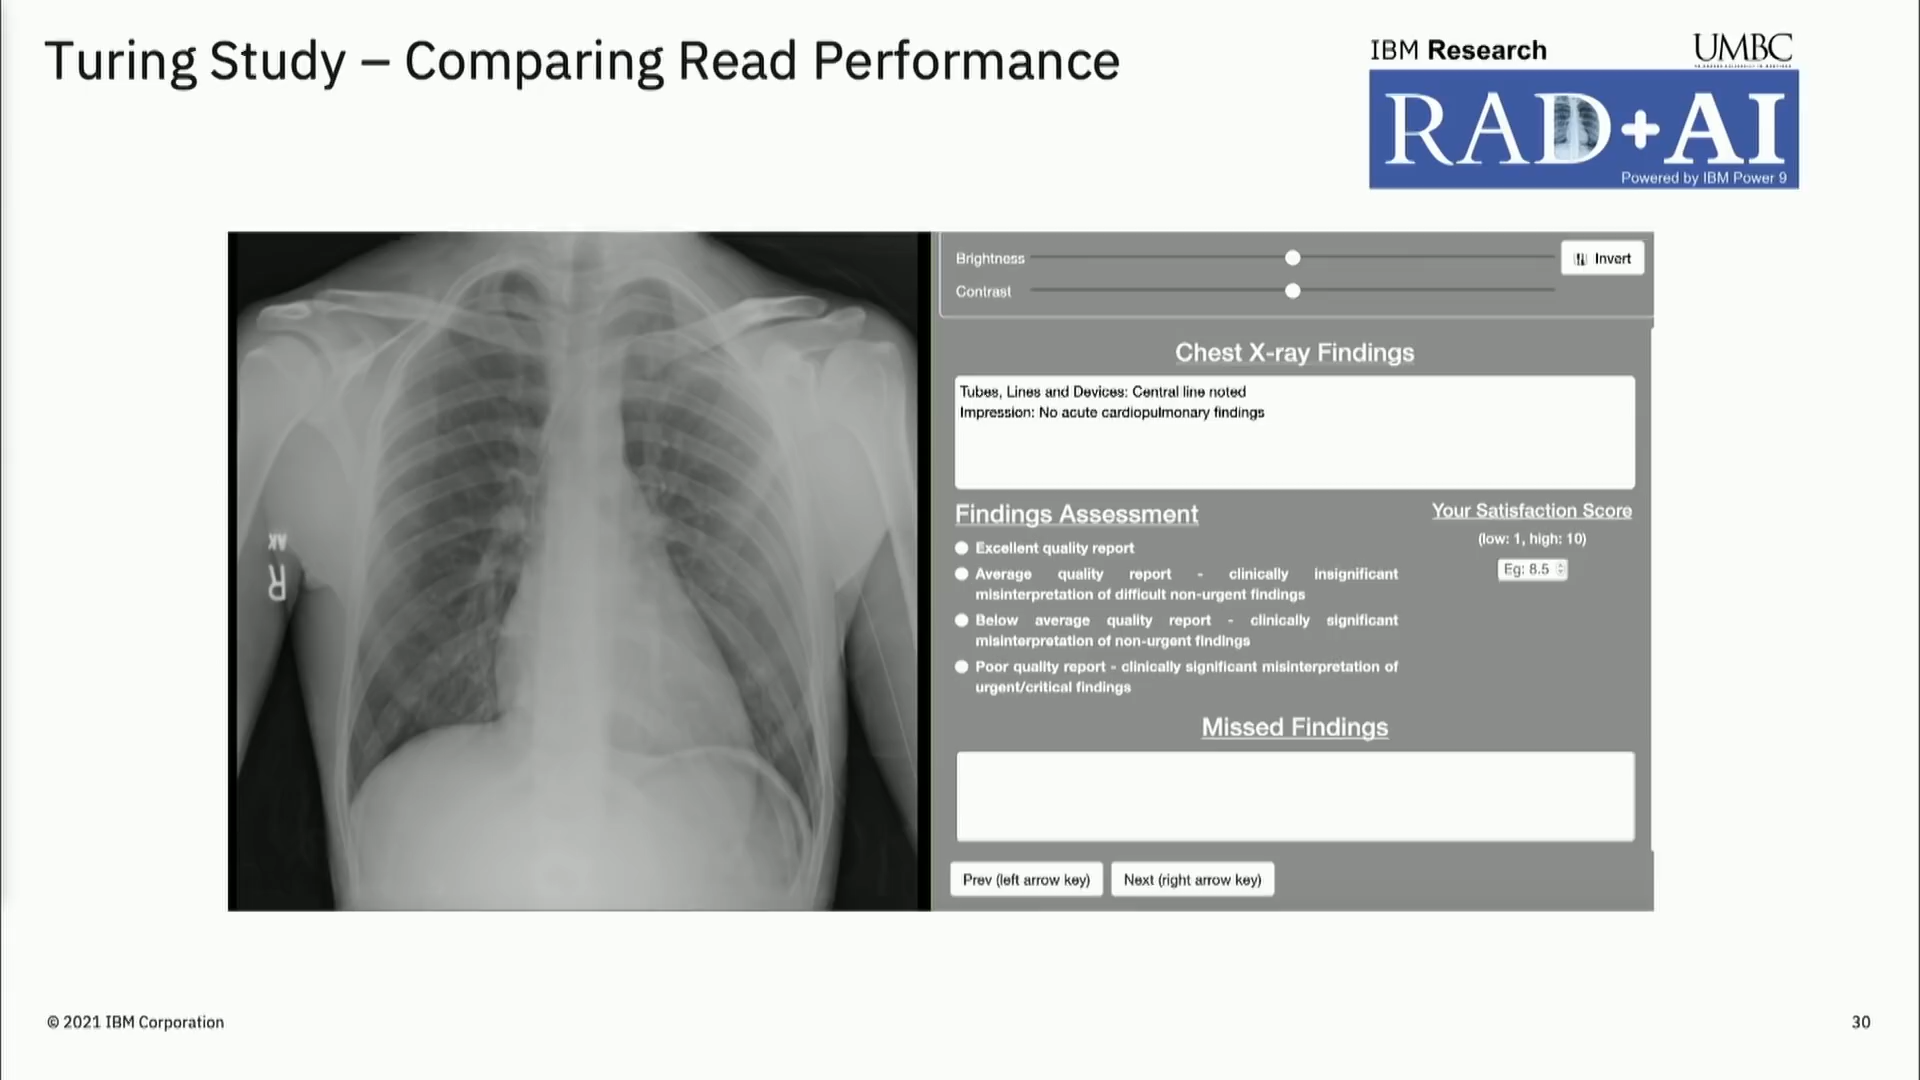 Turing Study – Comparing Read Performance
IBM Research
UMBC
RAD+AI
Powered by IBM Power 9
Brightness
Invert
Contrast
Chest X-ray Findings
Tubes, Lines and Devices: Central line noted
Impression: No acute cardiopulmonary findings
Findings Assessment
Excellent quality report
Average quality report - clinically insignificant
misinterpretation of difficult non-urgent findings
Below average quality report - clinically significant
misinterpretation of non-urgent findings
Poor quality report - clinically significant misinterpretation of
urgent/critical findings
Your Satisfaction Score
(low: 1, high: 10)
Eg: 8.5
Missed Findings
Prev (left arrow key)
Next (right arrow key)
AK
R
© 2021 IBM Corporation
30